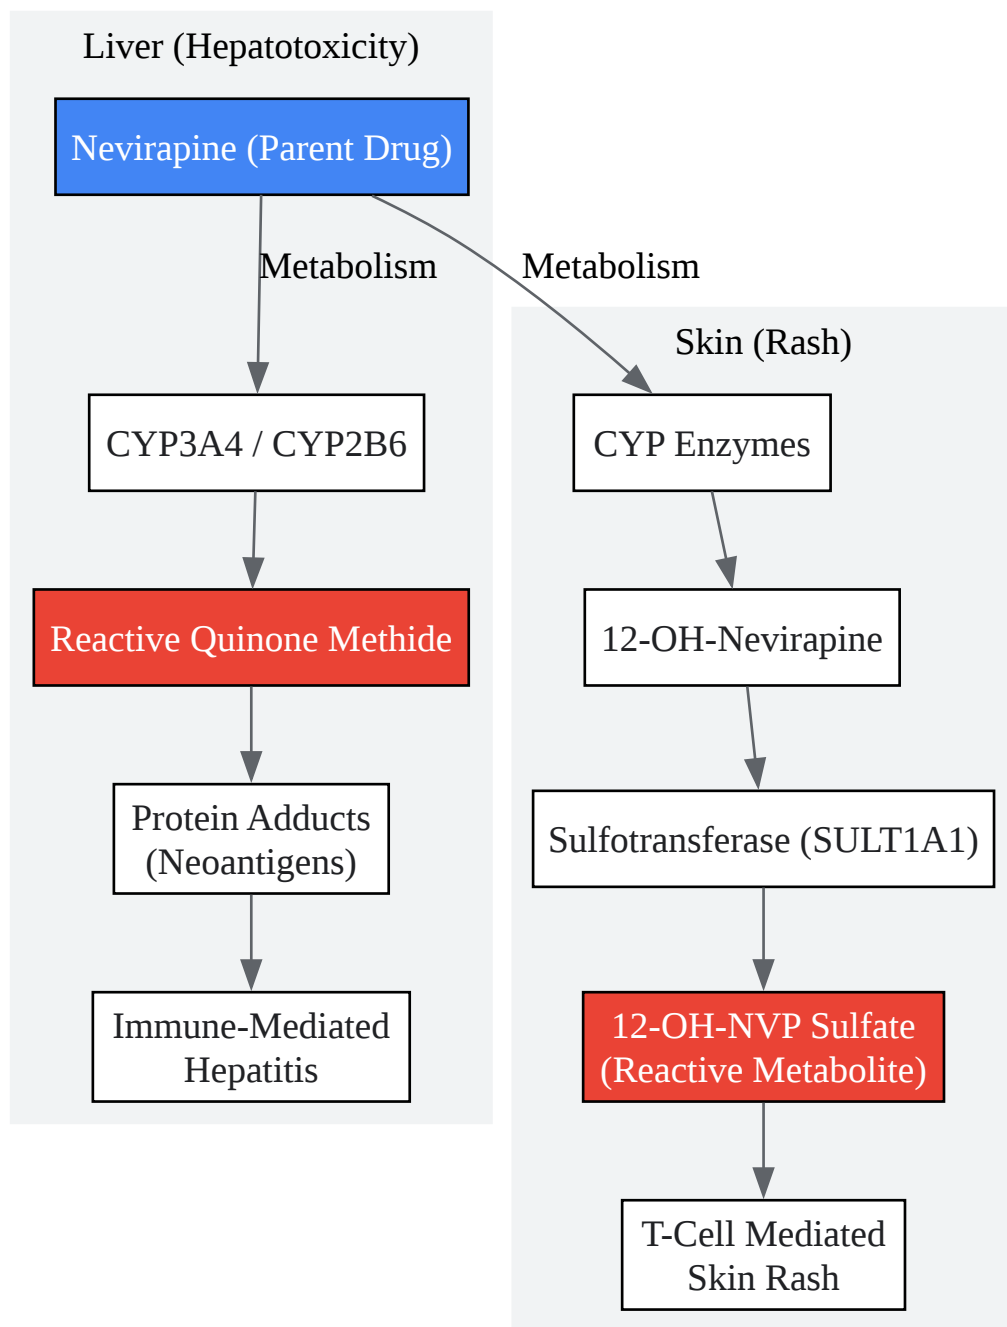 Liver (Hepatotoxicity)
Nevirapine (Parent Drug)
Metabolism
Metabolism
Skin (Rash)
CYP3A4 / CYP2B6
CYP Enzymes
Reactive Quinone Methide
12-OH-Nevirapine
Protein Adducts
(Neoantigens)
Sulfotransferase (SULT1A1)
Immune-Mediated
Hepatitis
12-OH-NVP Sulfate
(Reactive Metabolite)
T-Cell Mediated
Skin Rash